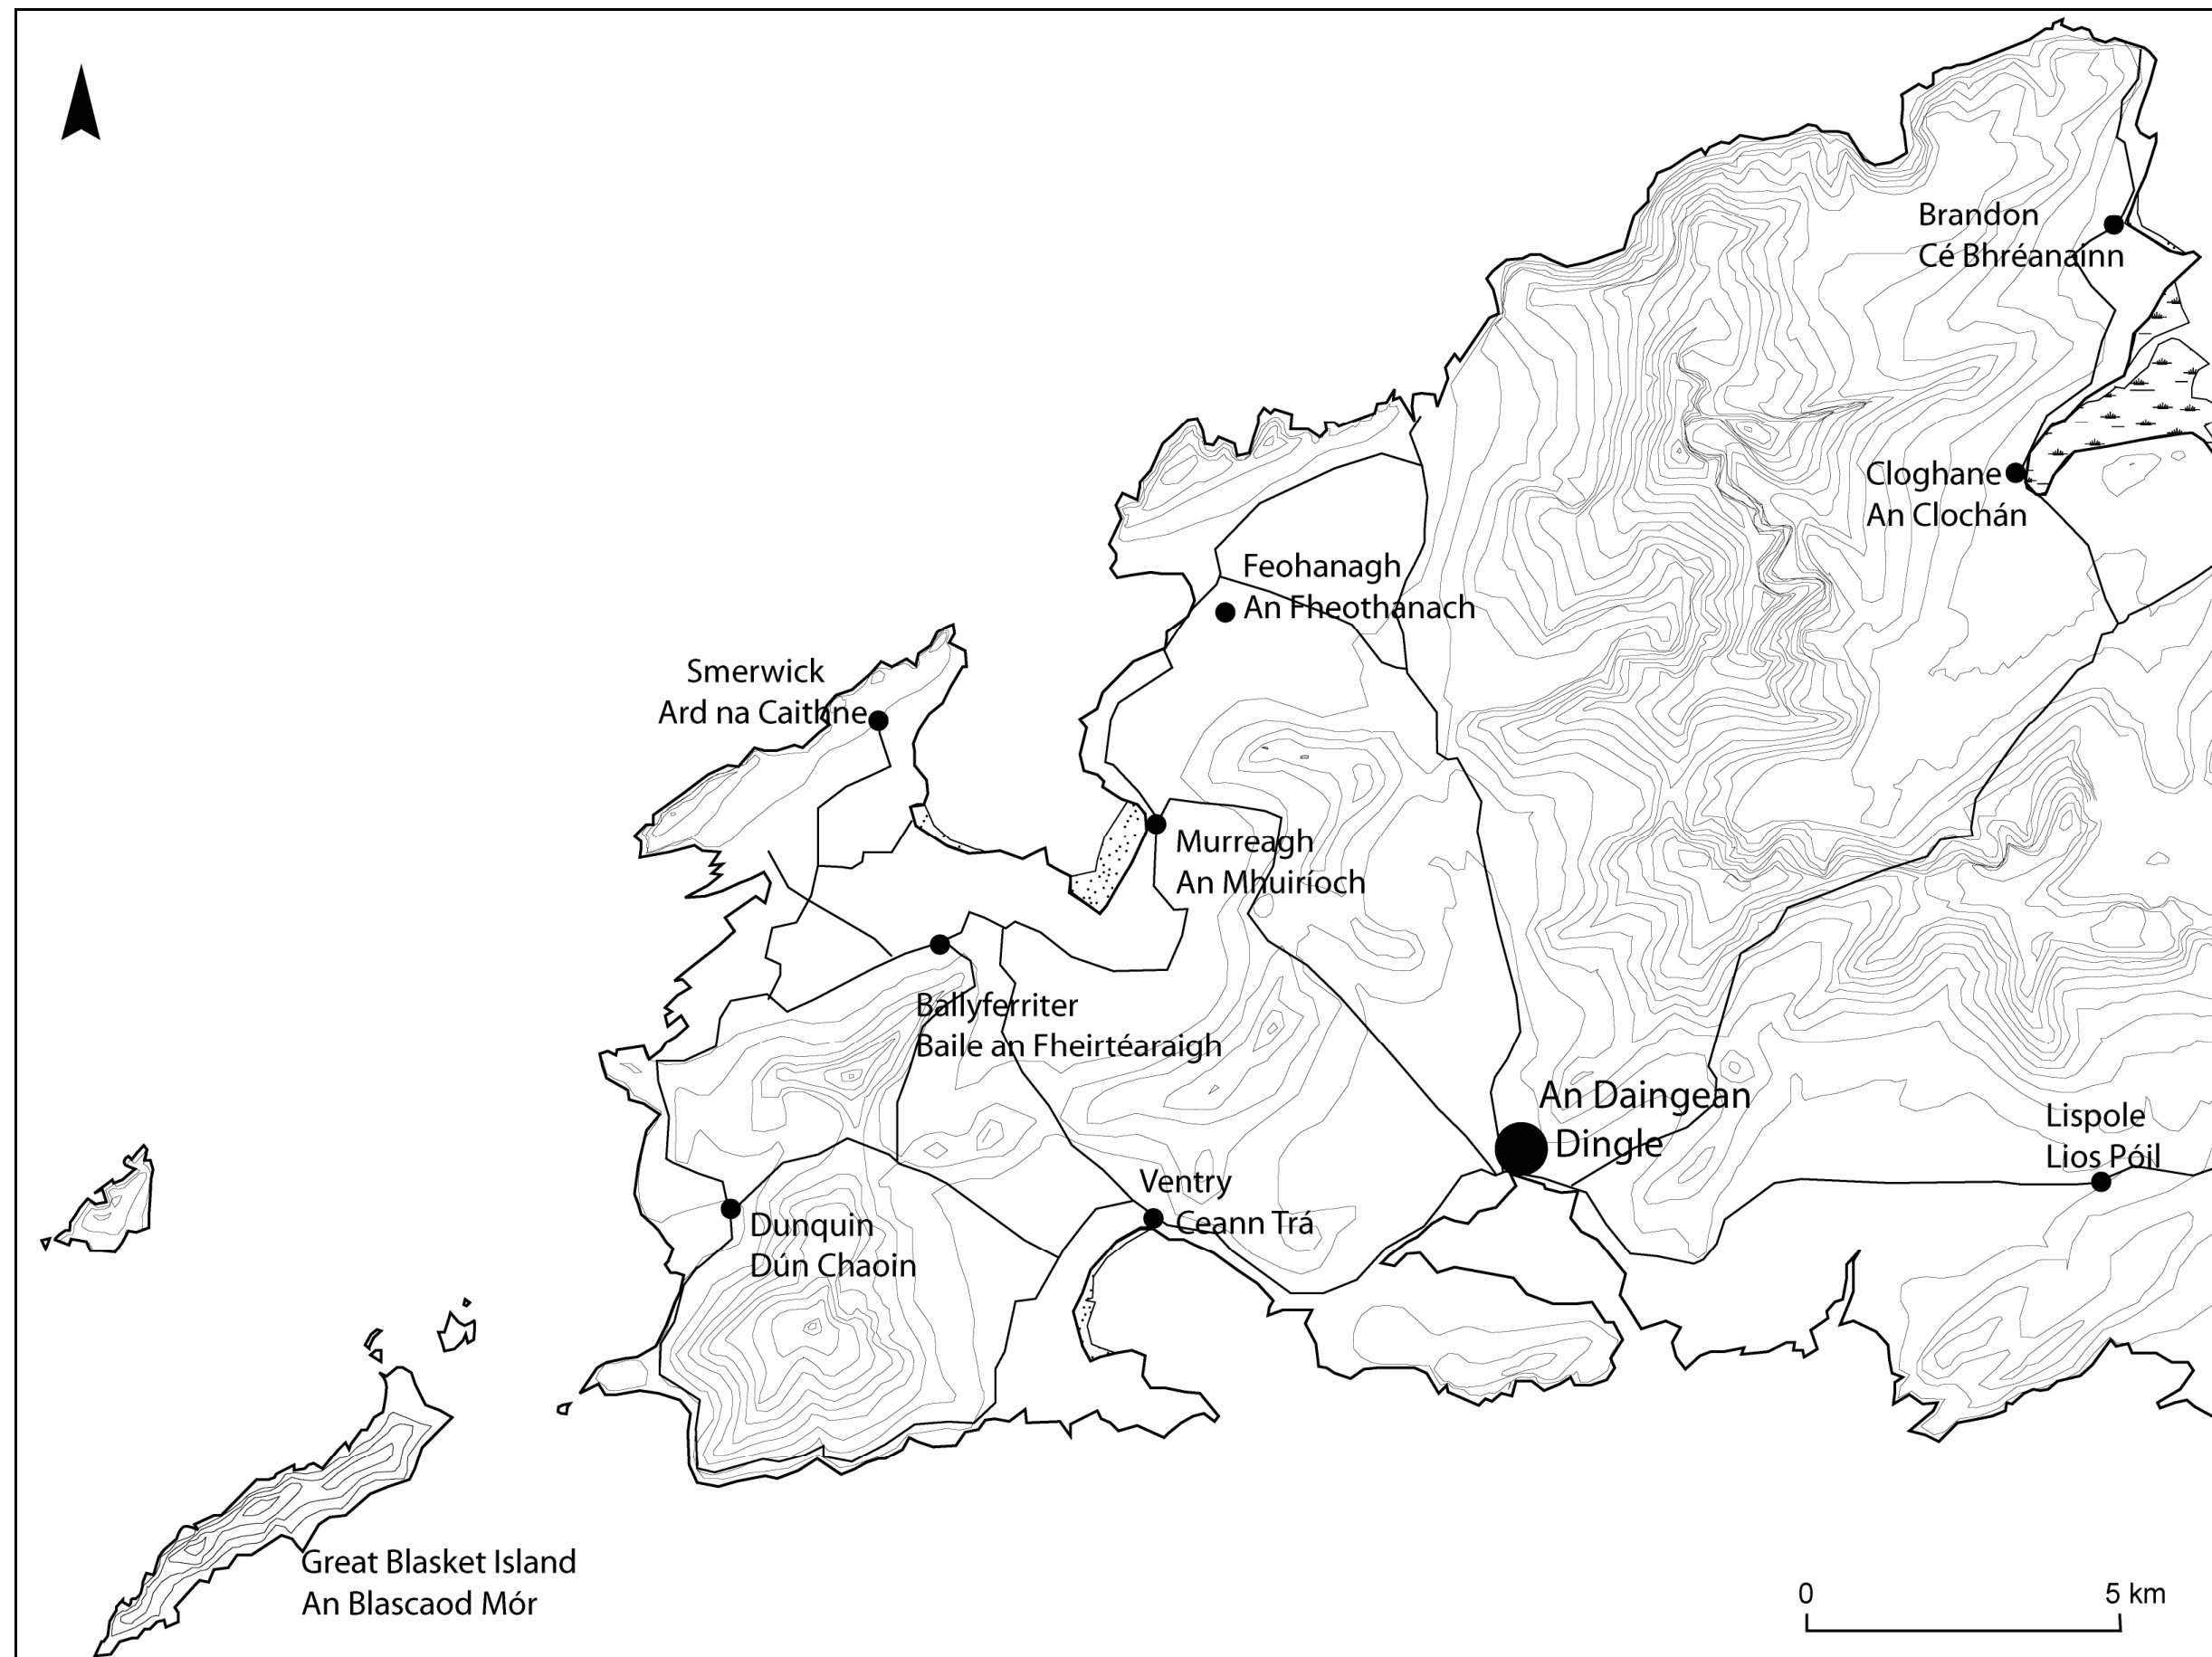 Brandon
Cé Bhréanainn
Cloghane
An Clochán
Feohanagh
An Fheothanach
Smerwick
Ard na Caithne
Murreagh
An Mhuiríoch
Ballyferriter
Baile an Fheirtéaraigh
An Daingean
Dingle
Lispole
Lios Póil
Ventry
Ceann Trá
Dunquin
Dún Chaoin
Great Blasket Island
An Blascaod Mór
0 5 km